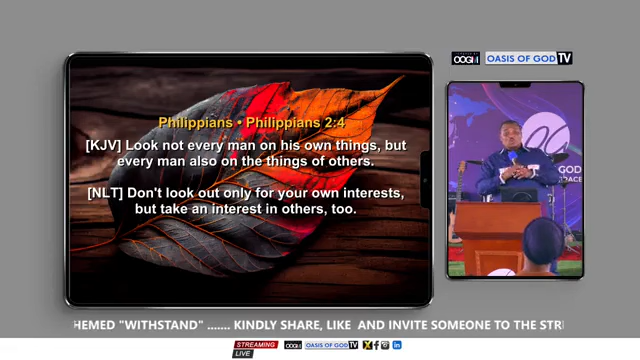 OOGM
OASIS OF GOD TV
Philippians • Philippians 2:4
[KJV] Look not every man on his own things, but
every man also on the things of others.
[NLT] Don't look out only for your own interests,
but take an interest in others, too.
GOD
HEMED "WITHSTAND" ....... KINDLY SHARE, LIKE AND INVITE SOMEONE TO THE STR
STREAMING
LIVE
OOGM
OASIS OF GOD TV